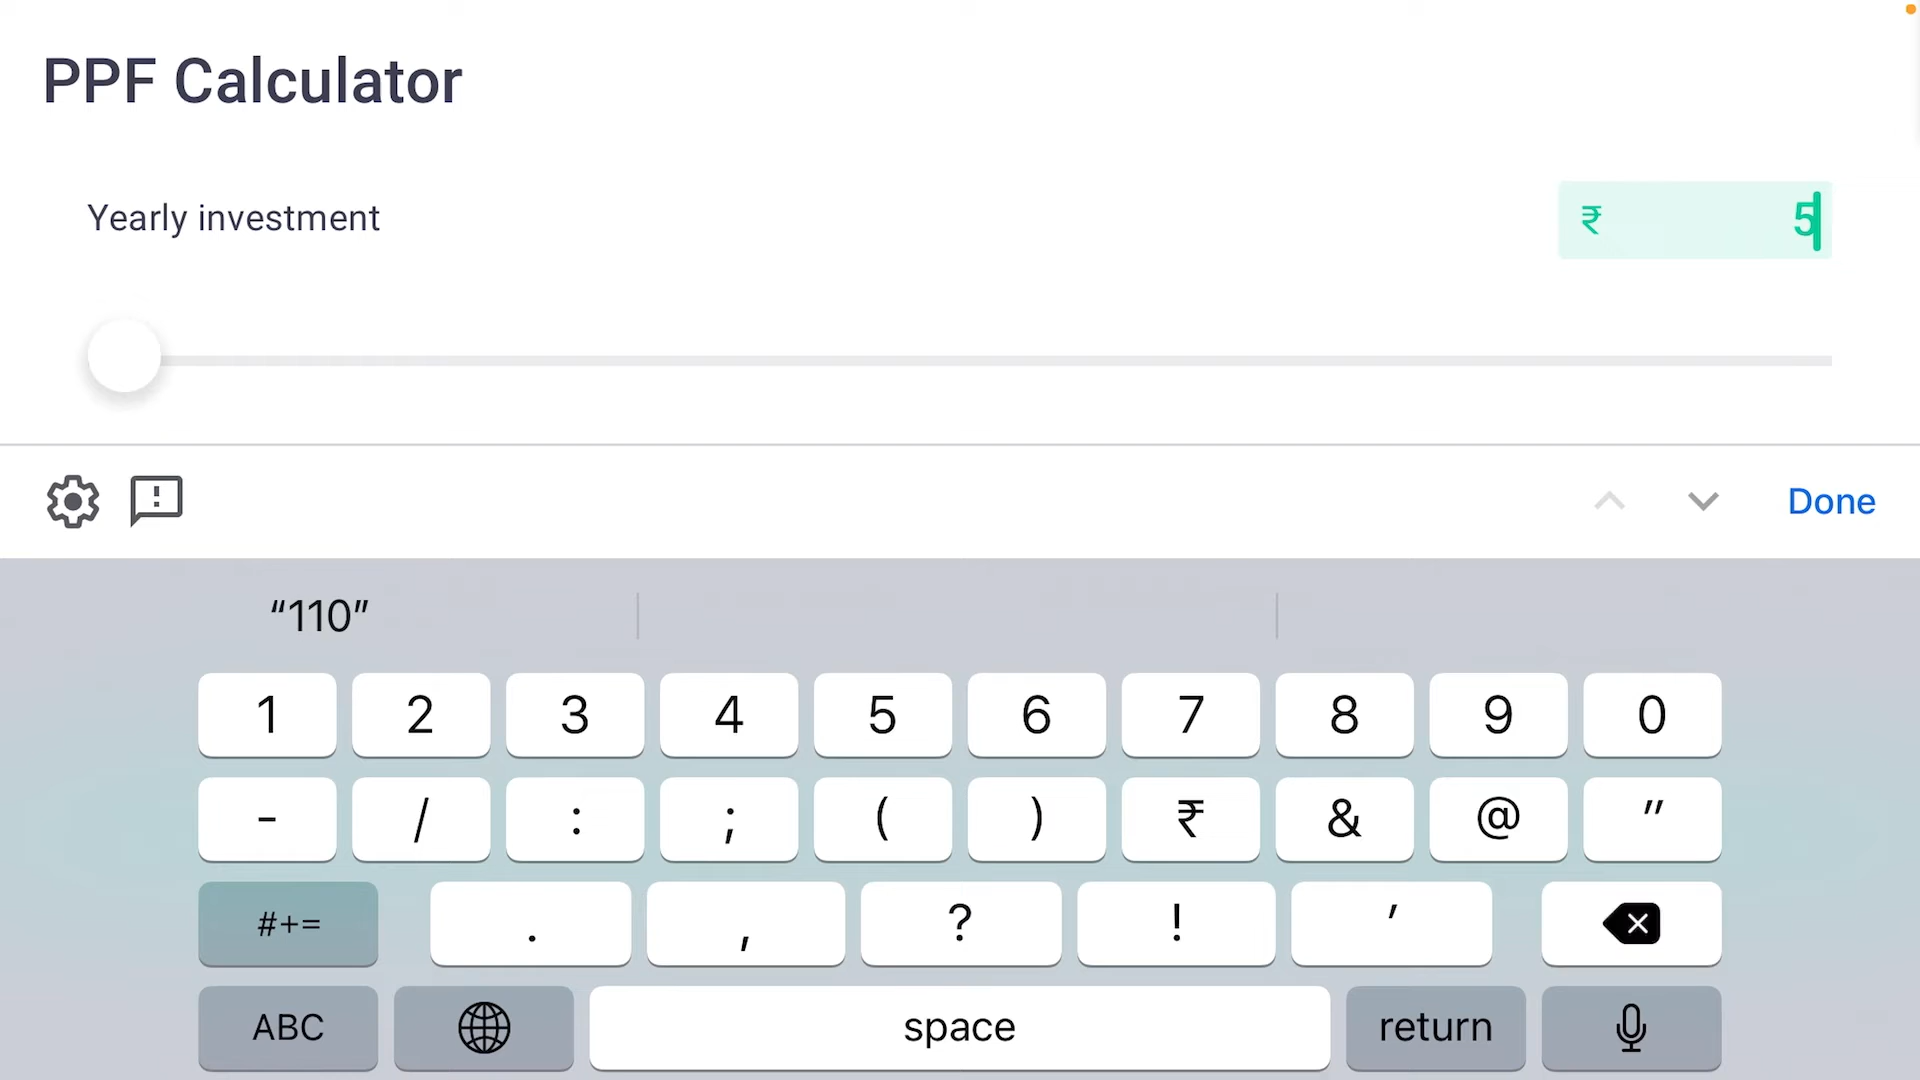 PPF Calculator
Yearly investment
₹ 5
Done
“110”
1 2 3 4 5 6 7 8 9 0
- / : ; ( ) ₹ & @ "
#+= . , ? ! '
ABC space return